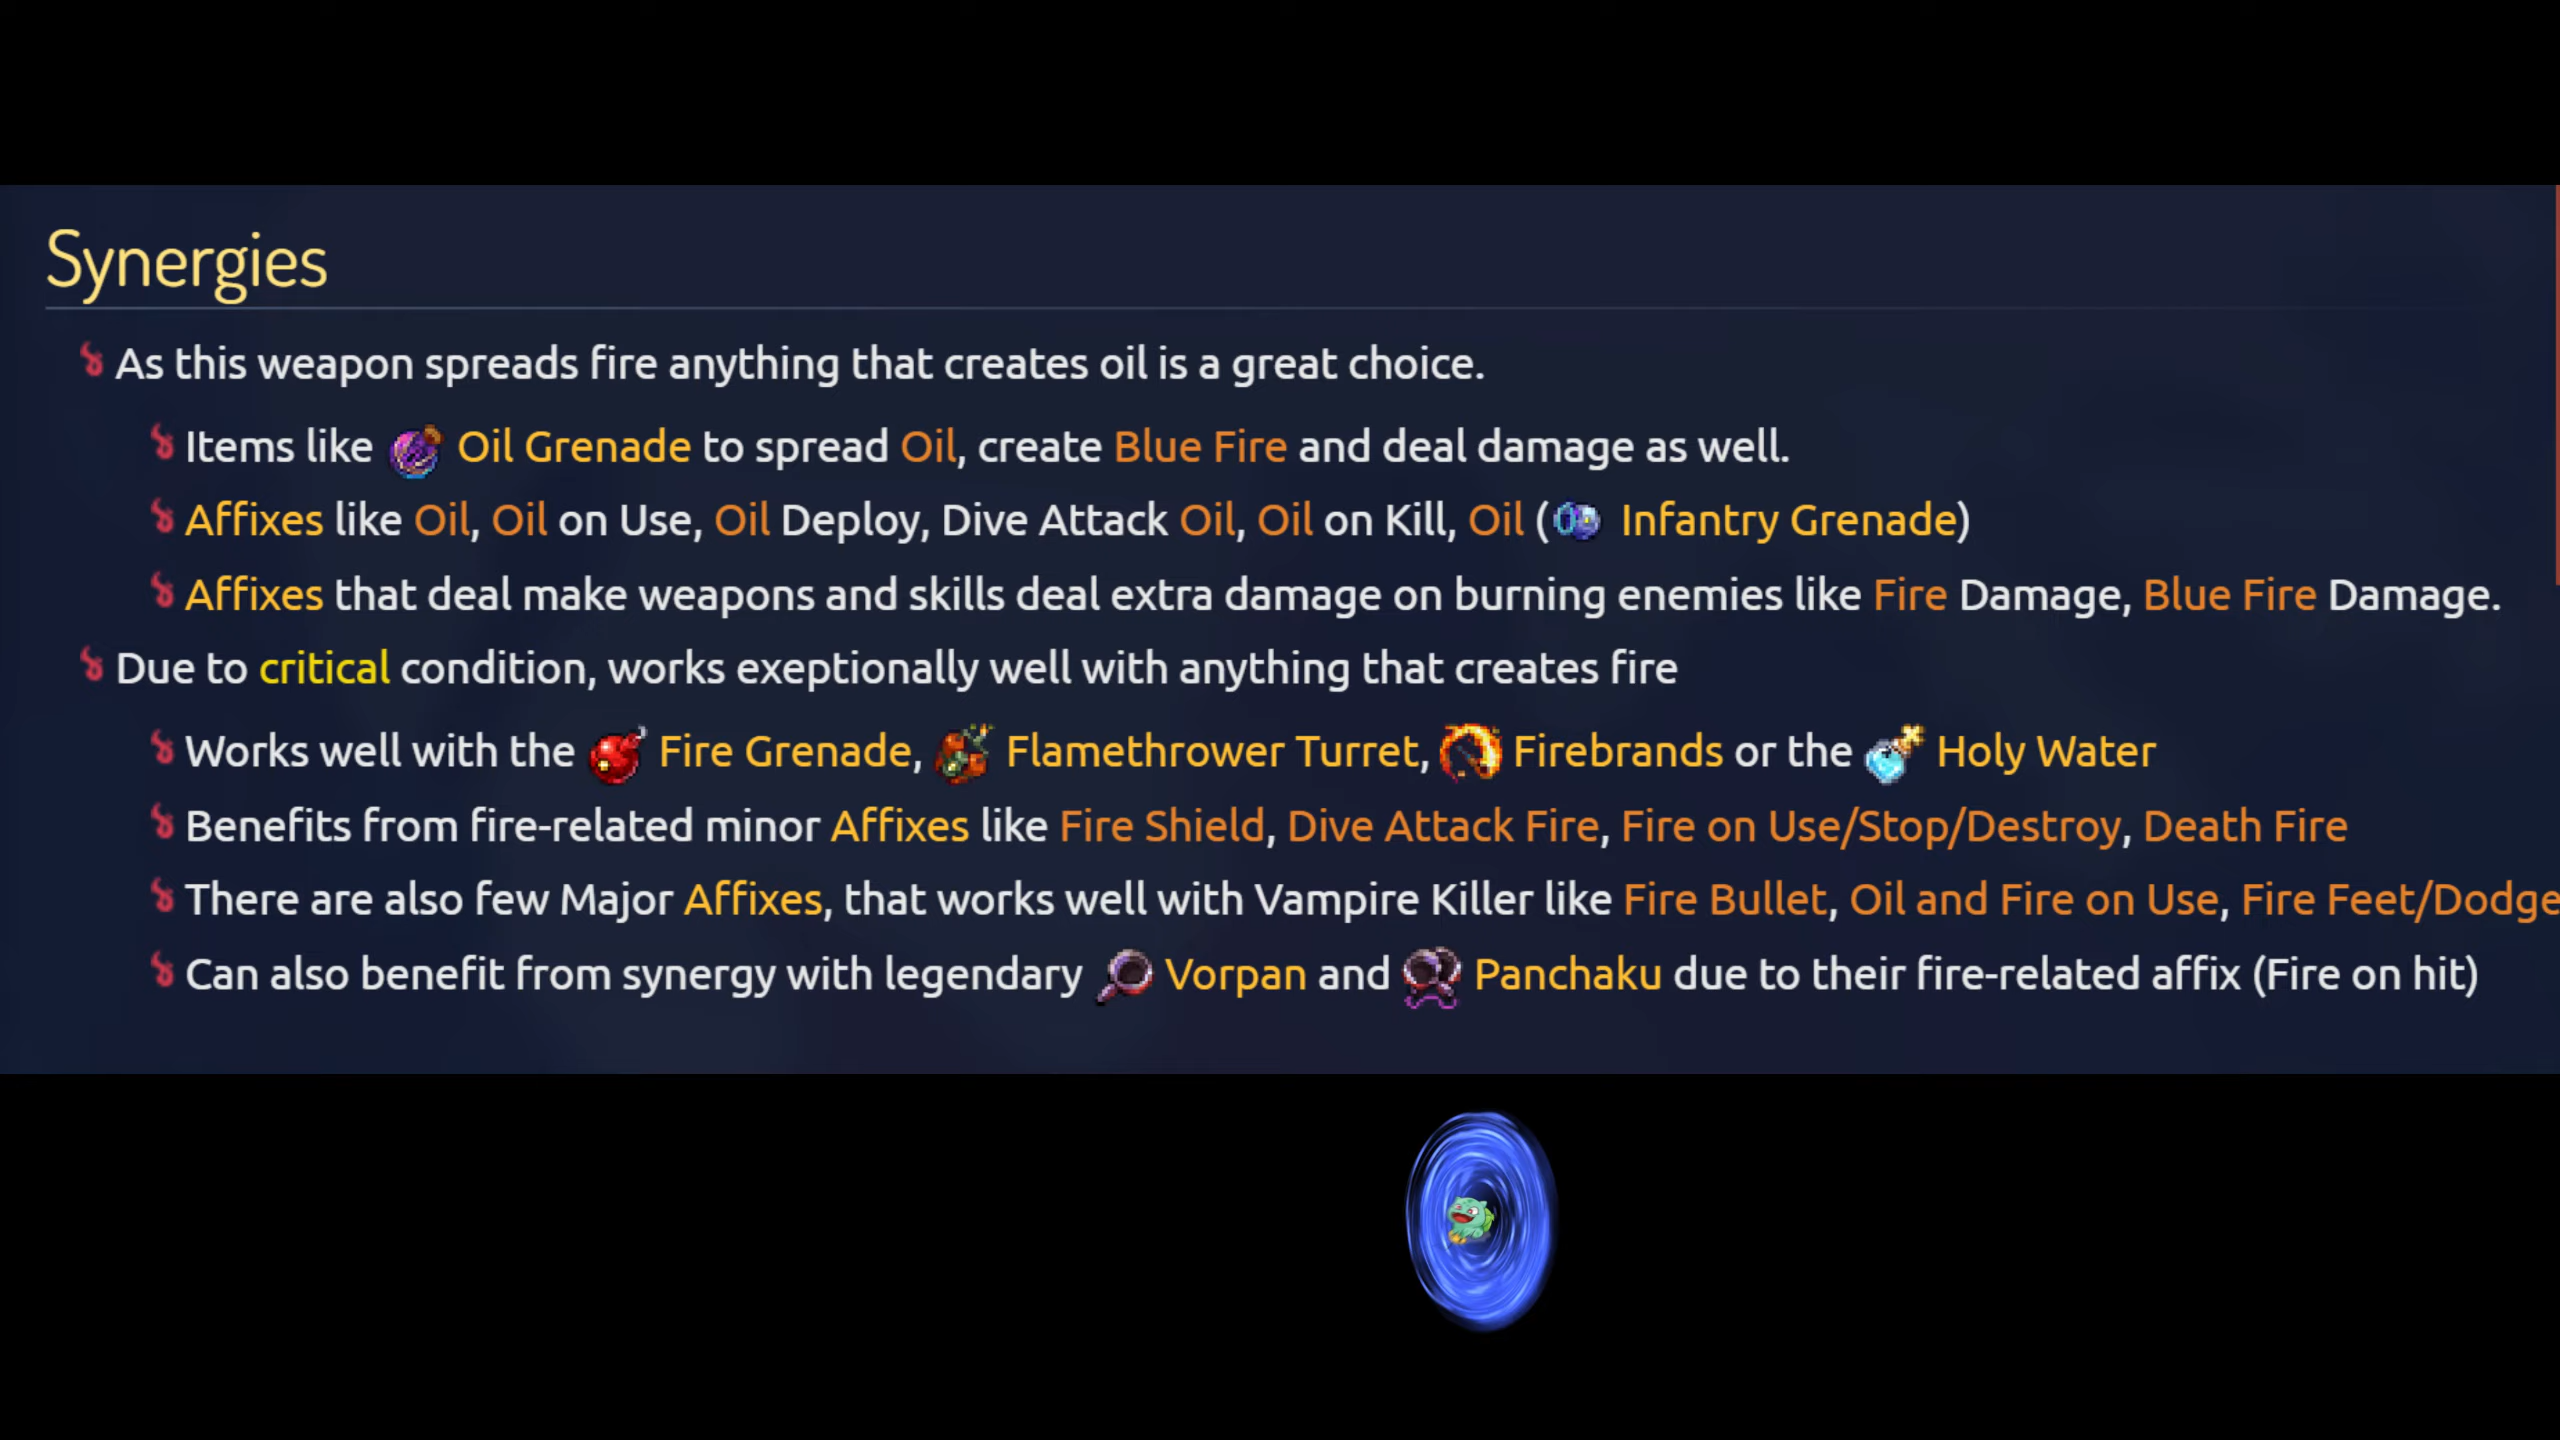 Synergies
As this weapon spreads fire anything that creates oil is a great choice.
Items like Oil Grenade to spread Oil, create Blue Fire and deal damage as well.
Affixes like Oil, Oil on Use, Oil Deploy, Dive Attack Oil, Oil on Kill, Oil (Infantry Grenade)
Affixes that deal make weapons and skills deal extra damage on burning enemies like Fire Damage, Blue Fire Damage.
Due to critical condition, works exeptionally well with anything that creates fire
Works well with the Fire Grenade, Flamethrower Turret, Firebrands or the Holy Water
Benefits from fire-related minor Affixes like Fire Shield, Dive Attack Fire, Fire on Use/Stop/Destroy, Death Fire
There are also few Major Affixes, that works well with Vampire Killer like Fire Bullet, Oil and Fire on Use, Fire Feet/Dodge
Can also benefit from synergy with legendary Vorpan and Panchaku due to their fire-related affix (Fire on hit)